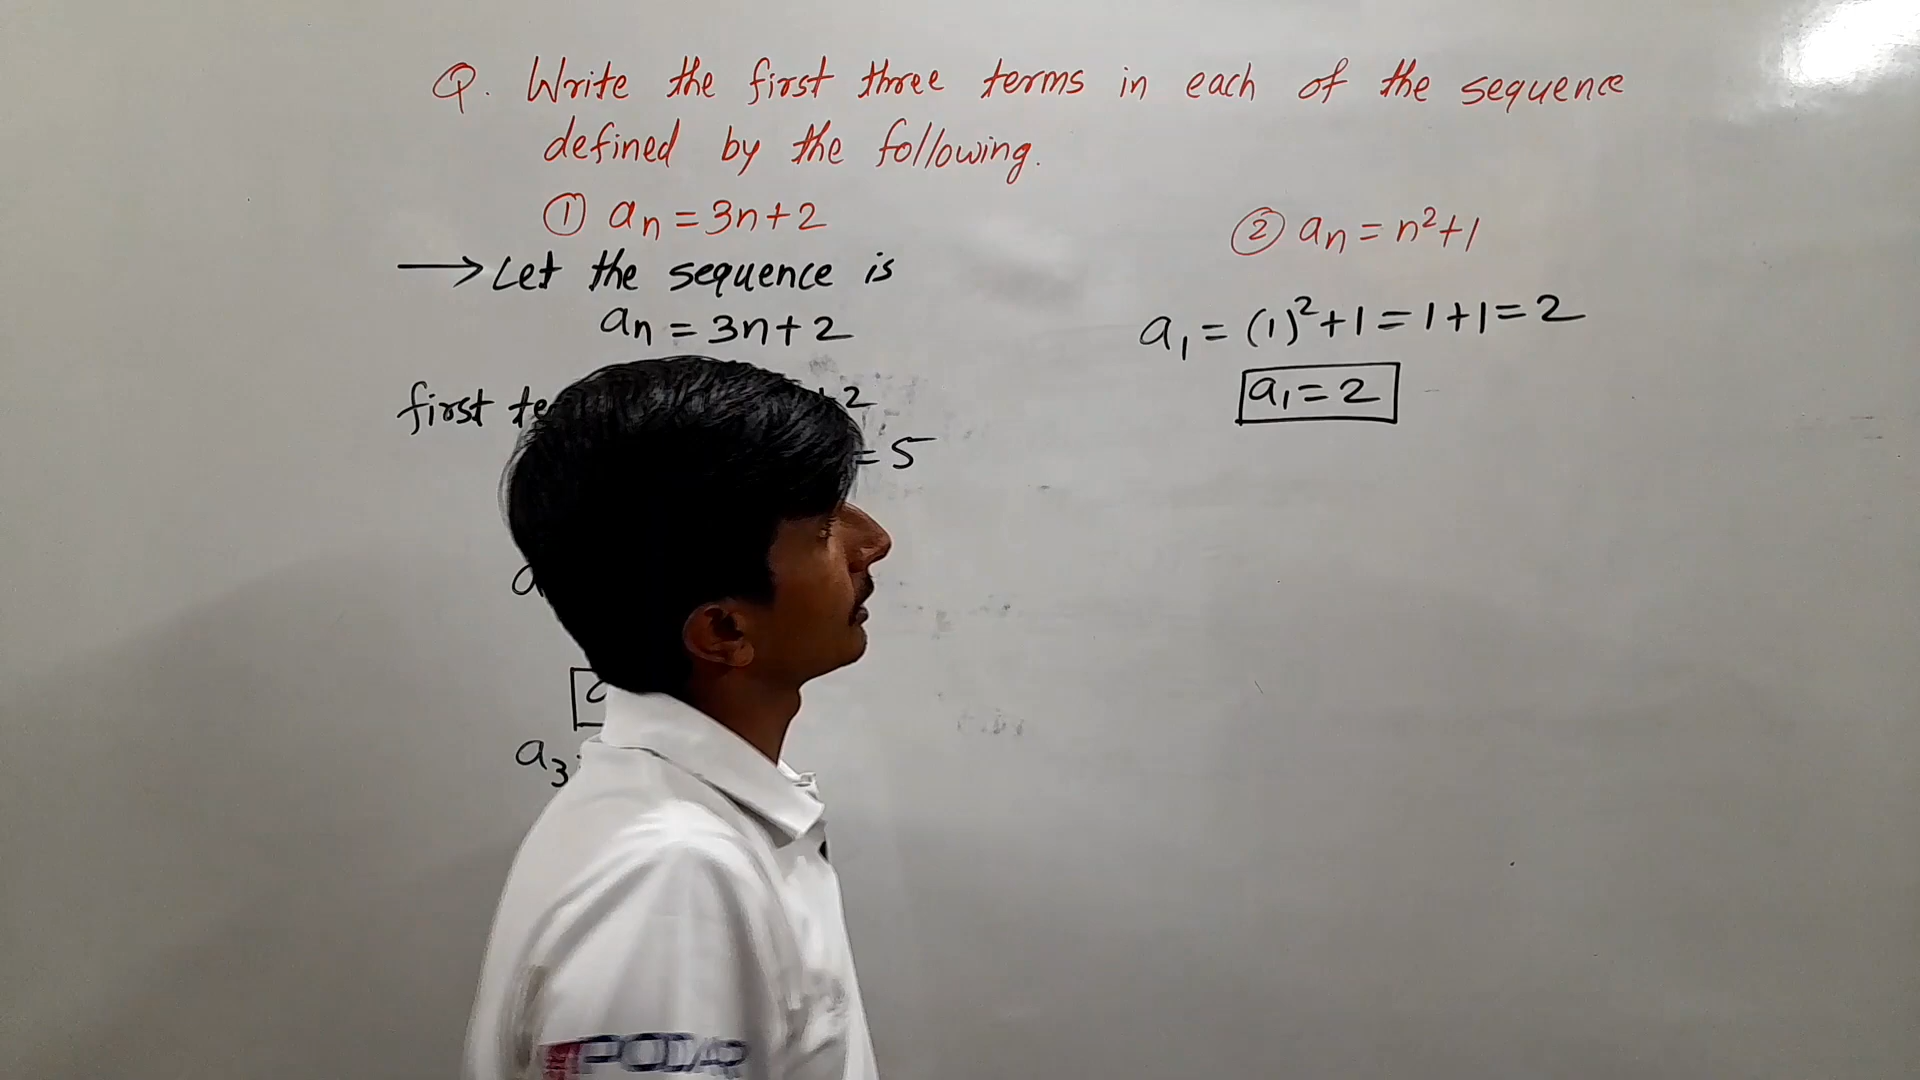 Q. Write the first three terms in each of the sequence
defined by the following.
① an = 3n+2
→ Let the sequence is
an = 3n+2
first
+2
= 5
a3
② an = n²+1
a1 = (1)²+1 = 1+1 = 2
a1 = 2
PODAR